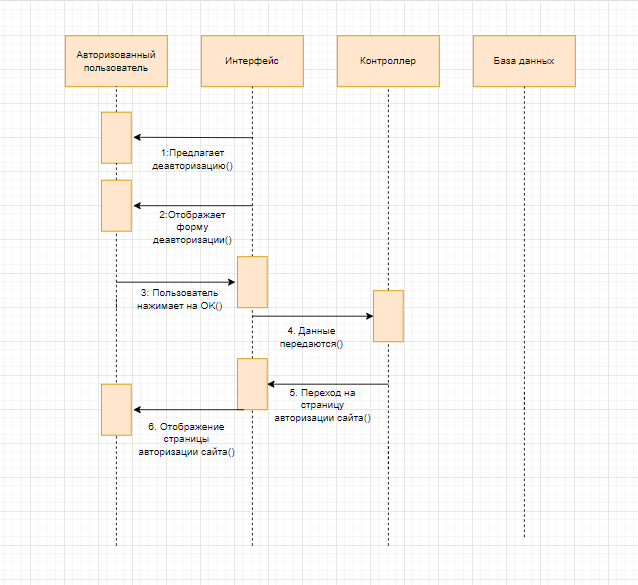 Авторизованный
пользователь
Интерфейс
Контроллер
База данных
1:Предлагает
деавторизацию()
2:Отображает
форму
деавторизации()
3: Пользователь
нажимает на ОК()
4. Данные
передаются()
5. Переход на
страницу
авторизации сайта()
6. Отображение
страницы
авторизации сайта()